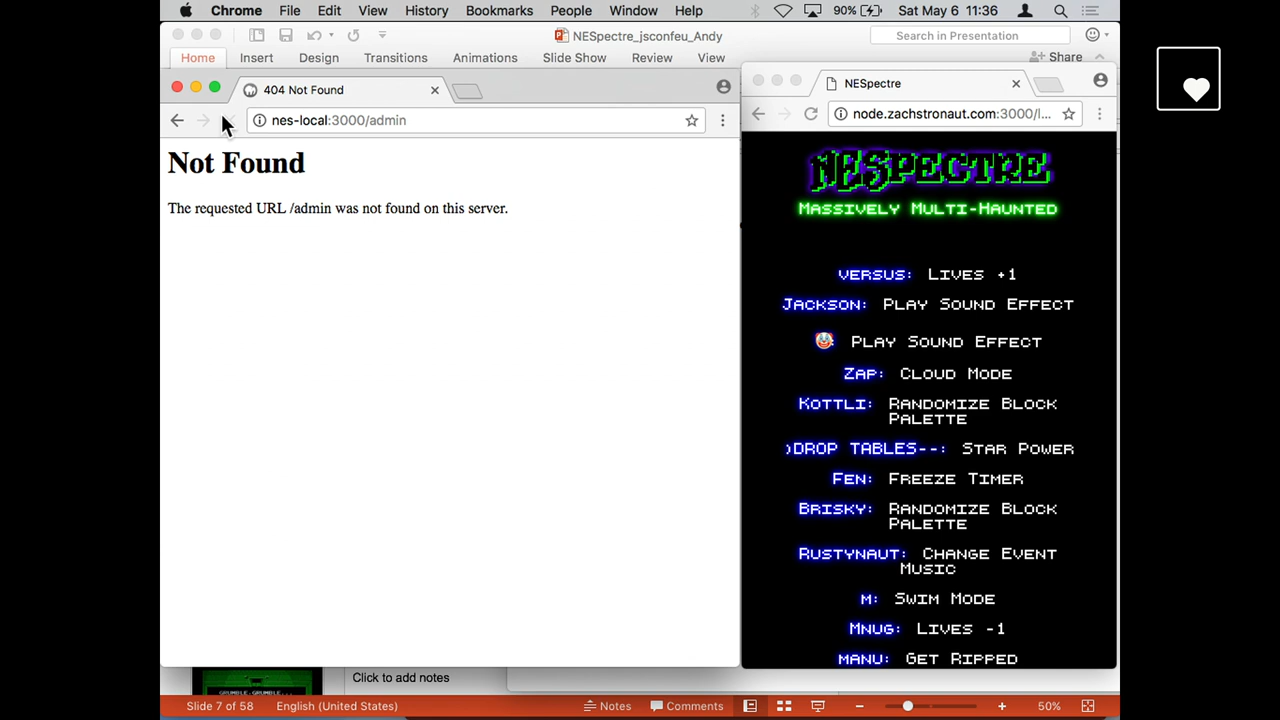 Chrome File Edit View History Bookmarks People Window Help 90% Sat May 6 11:36
NESpectre_jsconfeu_Andy
Search in Presentation
Home Insert Design Transitions Animations Slide Show Review View Share
404 Not Found
nes-local:3000/admin
Not Found
The requested URL /admin was not found on this server.
NESpectre
node.zachstronaut.com:3000/l...
NESPECTRE
MASSIVELY MULTI-HAUNTED
VERSUS: LIVES +1
JACKSON: PLAY SOUND EFFECT
🤡: PLAY SOUND EFFECT
ZAP: CLOUD MODE
KOTTLI: RANDOMIZE BLOCK
PALETTE
)DROP TABLES--: STAR POWER
FEN: FREEZE TIMER
BRISKY: RANDOMIZE BLOCK
PALETTE
RUSTYNAUT: CHANGE EVENT
MUSIC
M: SWIM MODE
MNUG: LIVES -1
MANU: GET RIPPED
GRUMBLE, GRUMBLE...
Click to add notes
Slide 7 of 58 English (United States) Notes Comments 50%